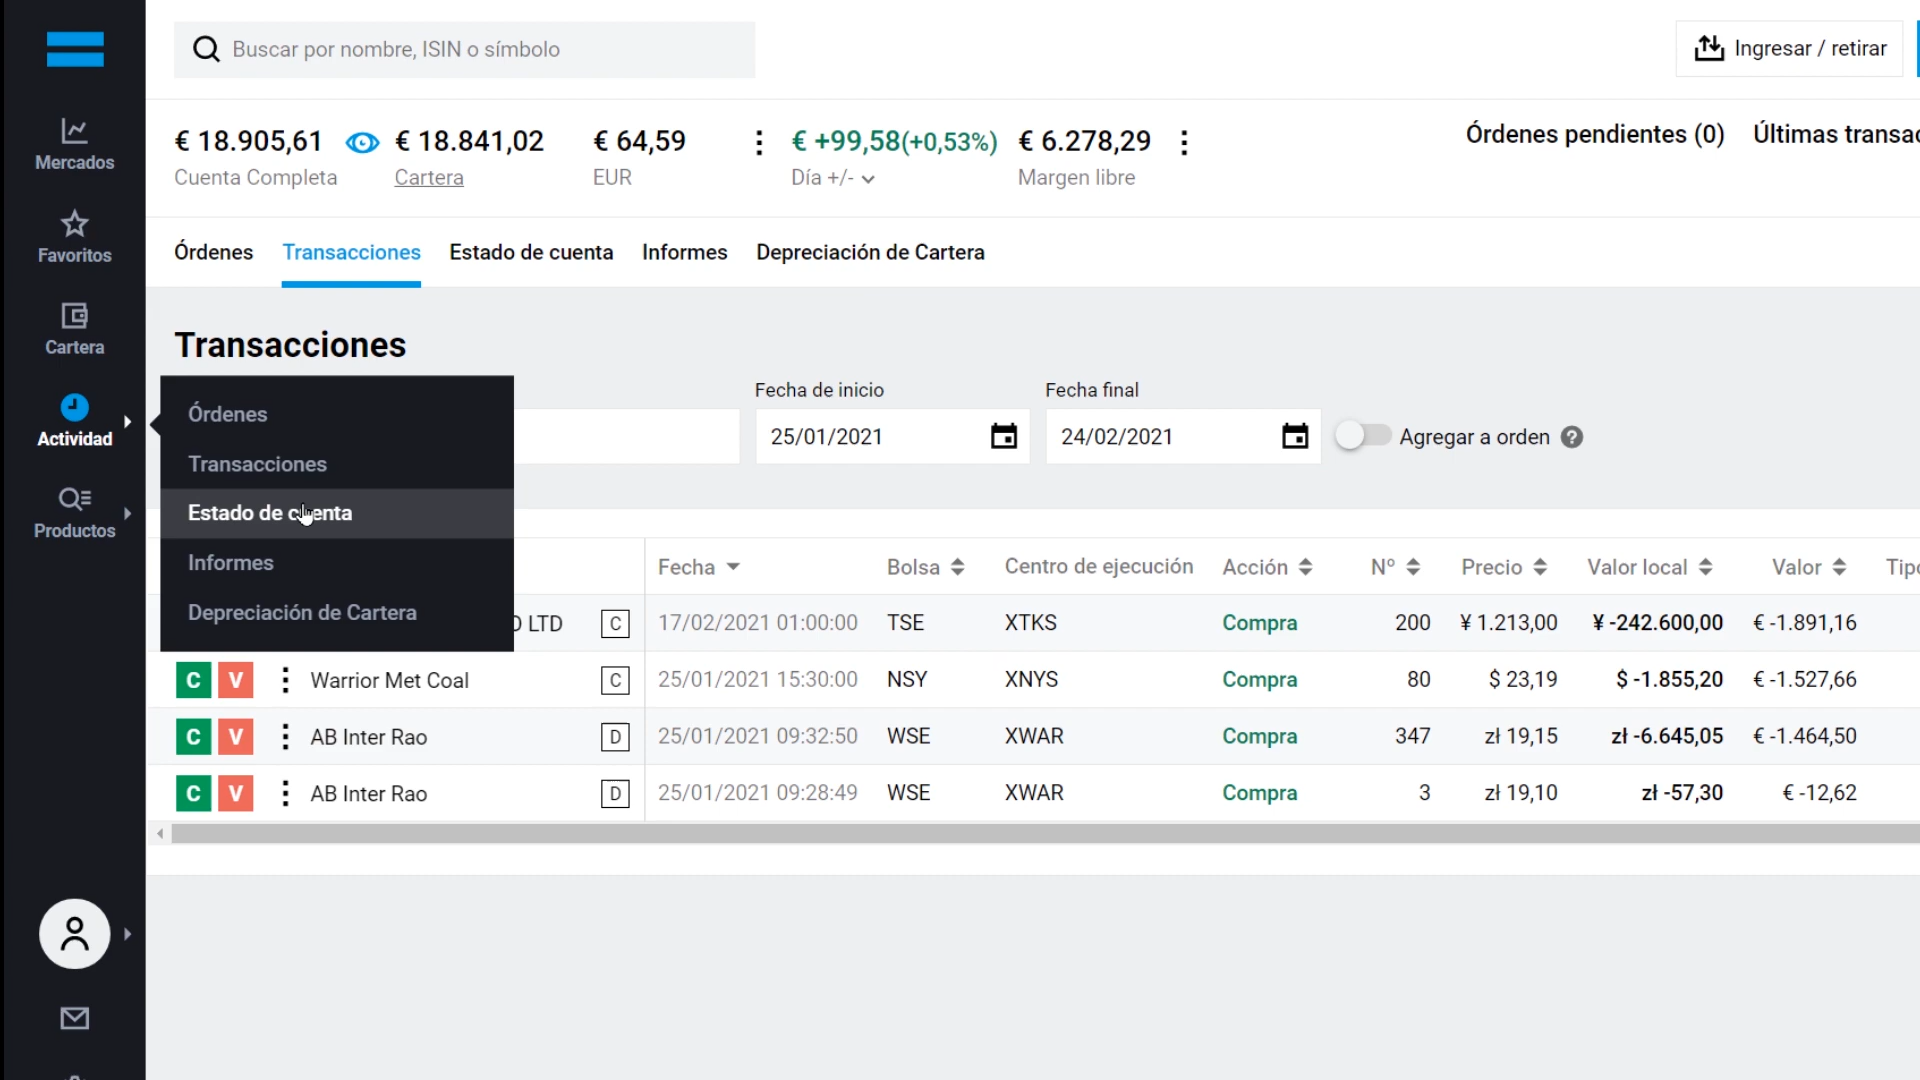 Buscar por nombre, ISIN o símbolo
Ingresar / retirar
€ 18.905,61 € 18.841,02 € 64,59 € +99,58(+0,53%) € 6.278,29
Cuenta Completa Cartera EUR Día +/- Margen libre
Órdenes pendientes (0) Últimas transac
Mercados
Favoritos
Cartera
Actividad
Productos
Órdenes Transacciones Estado de cuenta Informes Depreciación de Cartera
Transacciones
Órdenes
Transacciones
Estado de cuenta
Informes
Depreciación de Cartera
Fecha de inicio Fecha final
25/01/2021 24/02/2021 Agregar a orden ?
Fecha Bolsa Centro de ejecución Acción Nº Precio Valor local Valor Tipo
LTD C 17/02/2021 01:00:00 TSE XTKS Compra 200 ¥ 1.213,00 ¥ -242.600,00 € -1.891,16
C V Warrior Met Coal C 25/01/2021 15:30:00 NSY XNYS Compra 80 $ 23,19 $ -1.855,20 € -1.527,66
C V AB Inter Rao D 25/01/2021 09:32:50 WSE XWAR Compra 347 zł 19,15 zł -6.645,05 € -1.464,50
C V AB Inter Rao D 25/01/2021 09:28:49 WSE XWAR Compra 3 zł 19,10 zł -57,30 € -12,62